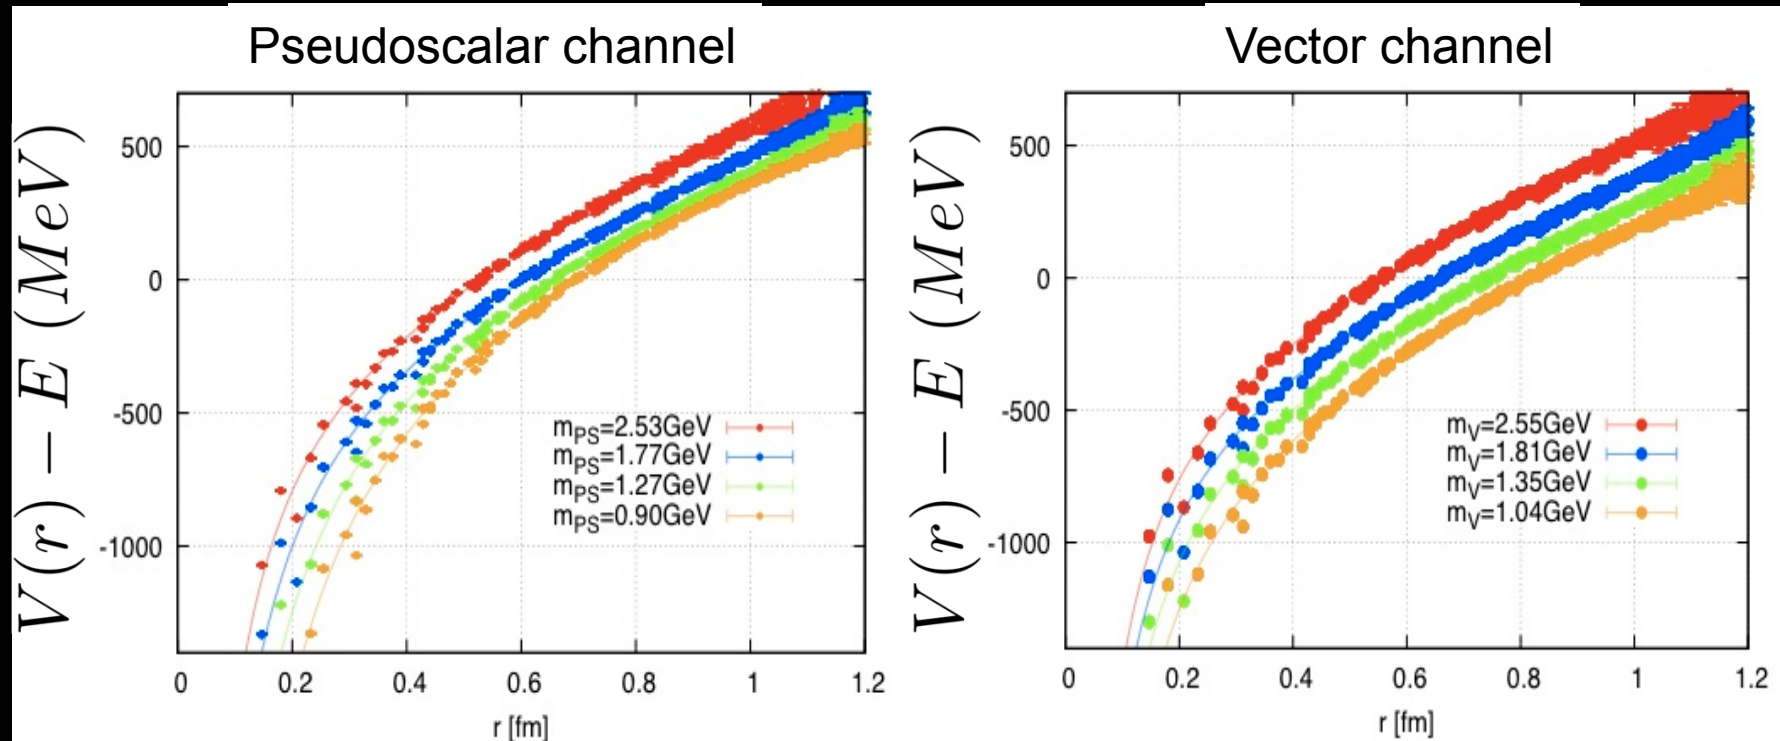 Pseudoscalar channel
V(r) − E (MeV)
500
0
-500
-1000
m_PS=2.53GeV
m_PS=1.77GeV
m_PS=1.27GeV
m_PS=0.90GeV
0 0.2 0.4 0.6 0.8 1 1.2
r [fm]
Vector channel
V(r) − E (MeV)
500
0
-500
-1000
m_V=2.55GeV
m_V=1.81GeV
m_V=1.35GeV
m_V=1.04GeV
0 0.2 0.4 0.6 0.8 1 1.2
r [fm]